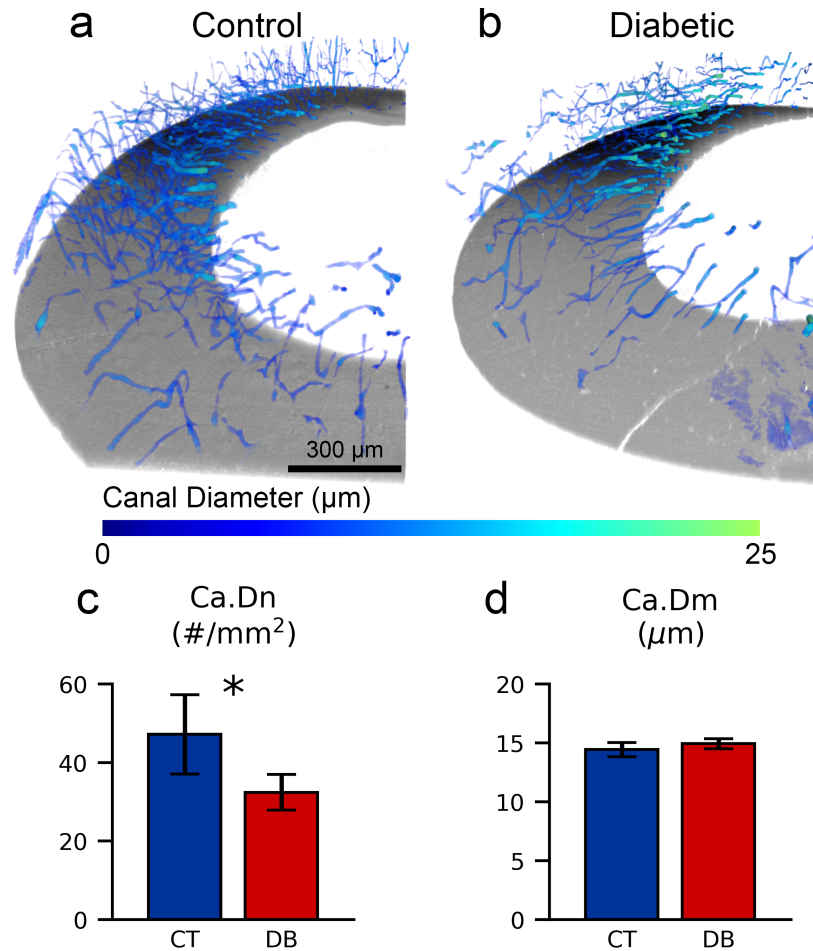 a Control
b Diabetic
300 μm
Canal Diameter (μm)
0 25
c Ca.Dn
(#/mm²)
60
40
20
0
*
CT DB
d Ca.Dm
(μm)
20
15
10
5
0
CT DB